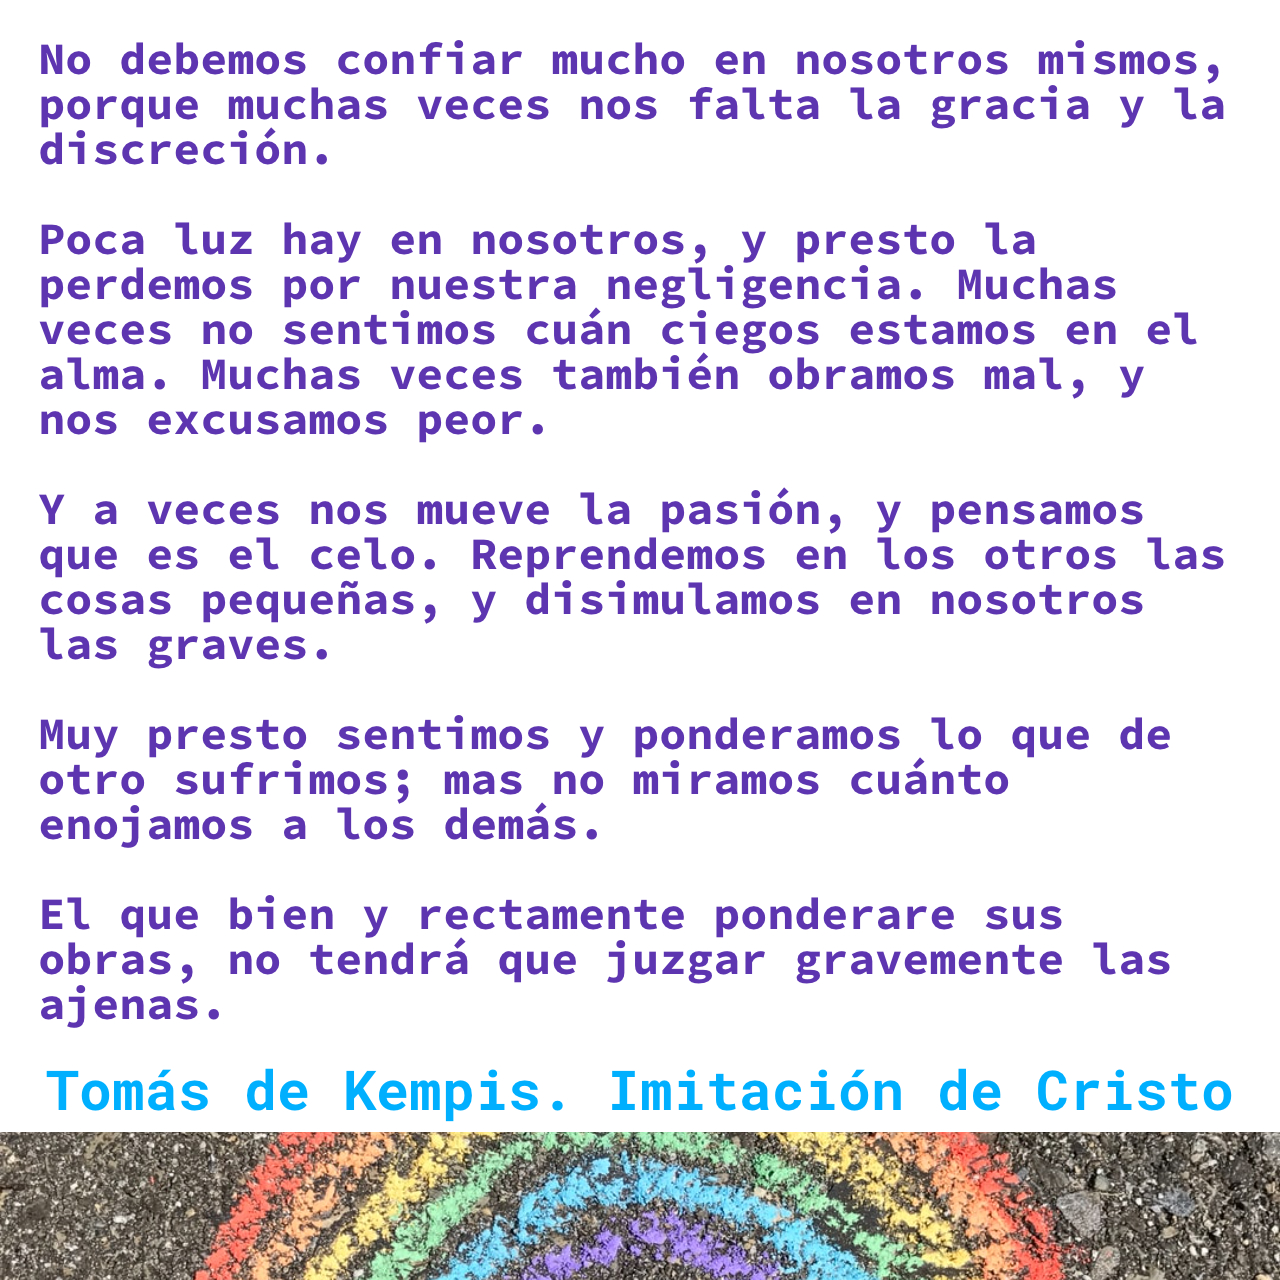 No debemos confiar mucho en nosotros mismos,
porque muchas veces nos falta la gracia y la
discreción.
Poca luz hay en nosotros, y presto la
perdemos por nuestra negligencia. Muchas
veces no sentimos cuán ciegos estamos en el
alma. Muchas veces también obramos mal, y
nos excusamos peor.
Y a veces nos mueve la pasión, y pensamos
que es el celo. Reprendemos en los otros las
cosas pequeñas, y disimulamos en nosotros
las graves.
Muy presto sentimos y ponderamos lo que de
otro sufrimos; mas no miramos cuánto
enojamos a los demás.
El que bien y rectamente ponderare sus
obras, no tendrá que juzgar gravemente las
ajenas.
Tomás de Kempis. Imitación de Cristo